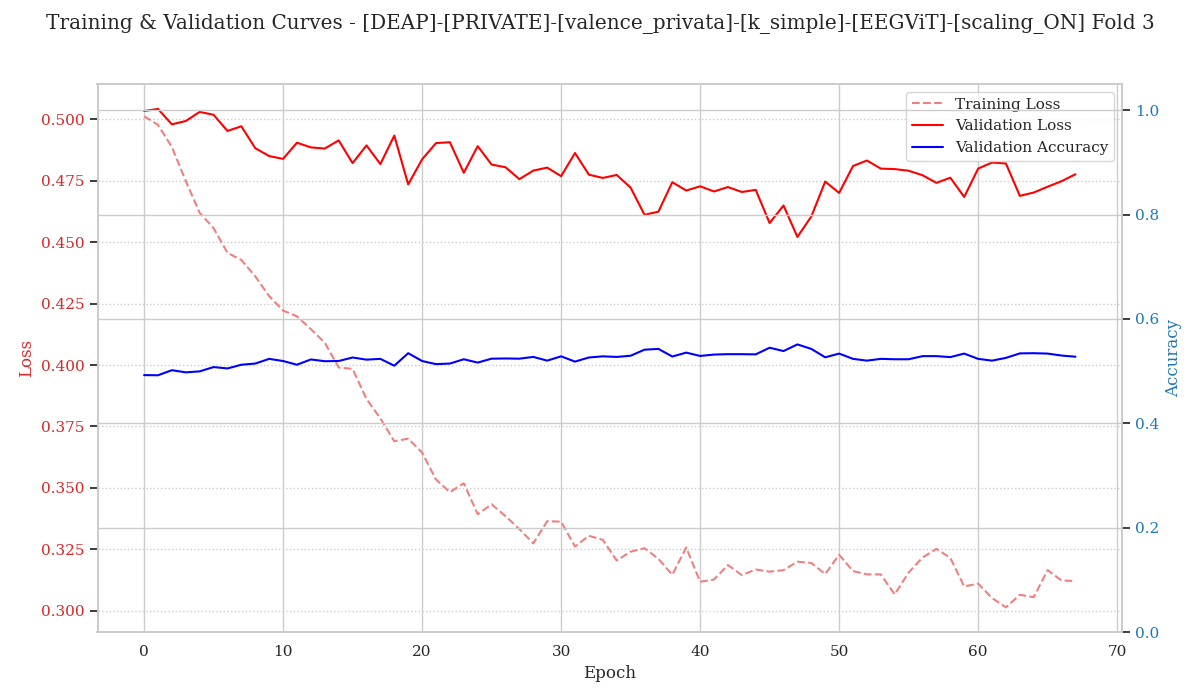 Training & Validation Curves - [DEAP]-[PRIVATE]-[valence_privata]-[k_simple]-[EEGViT]-[scaling_ON] Fold 3
Training Loss
Validation Loss
Validation Accuracy
0.500
0.475
0.450
0.425
0.400
0.375
0.350
0.325
0.300
Loss
1.0
0.8
0.6
0.4
0.2
0.0
Accuracy
0 10 20 30 40 50 60 70
Epoch